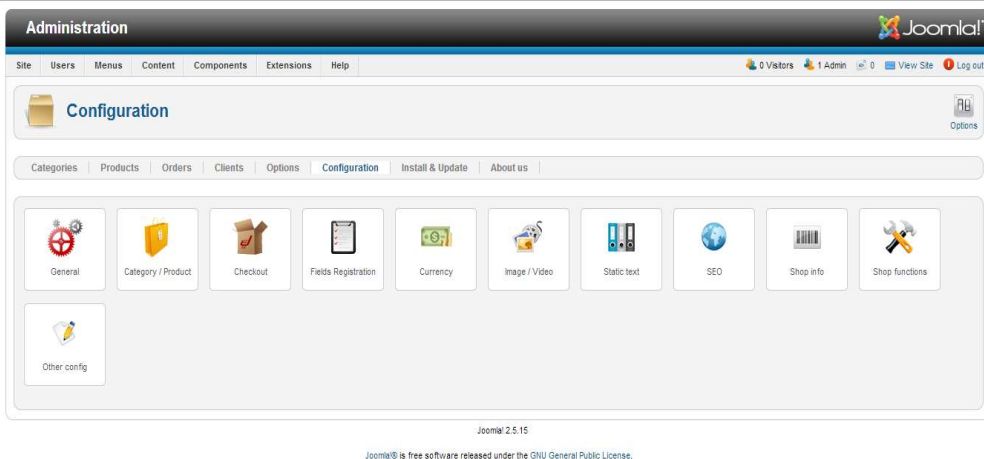 Administration
Joomla!
Site Users Menus Content Components Extensions Help
0 Visitors 1 Admin 0 View Site Log out
Configuration
Options
Categories Products Orders Clients Options Configuration Install & Update About us
General Category / Product Checkout Fields Registration Currency Image / Video Static text SEO Shop info Shop functions
Other config
Joomla! 2.5.15
Joomla!® is free software released under the GNU General Public License.